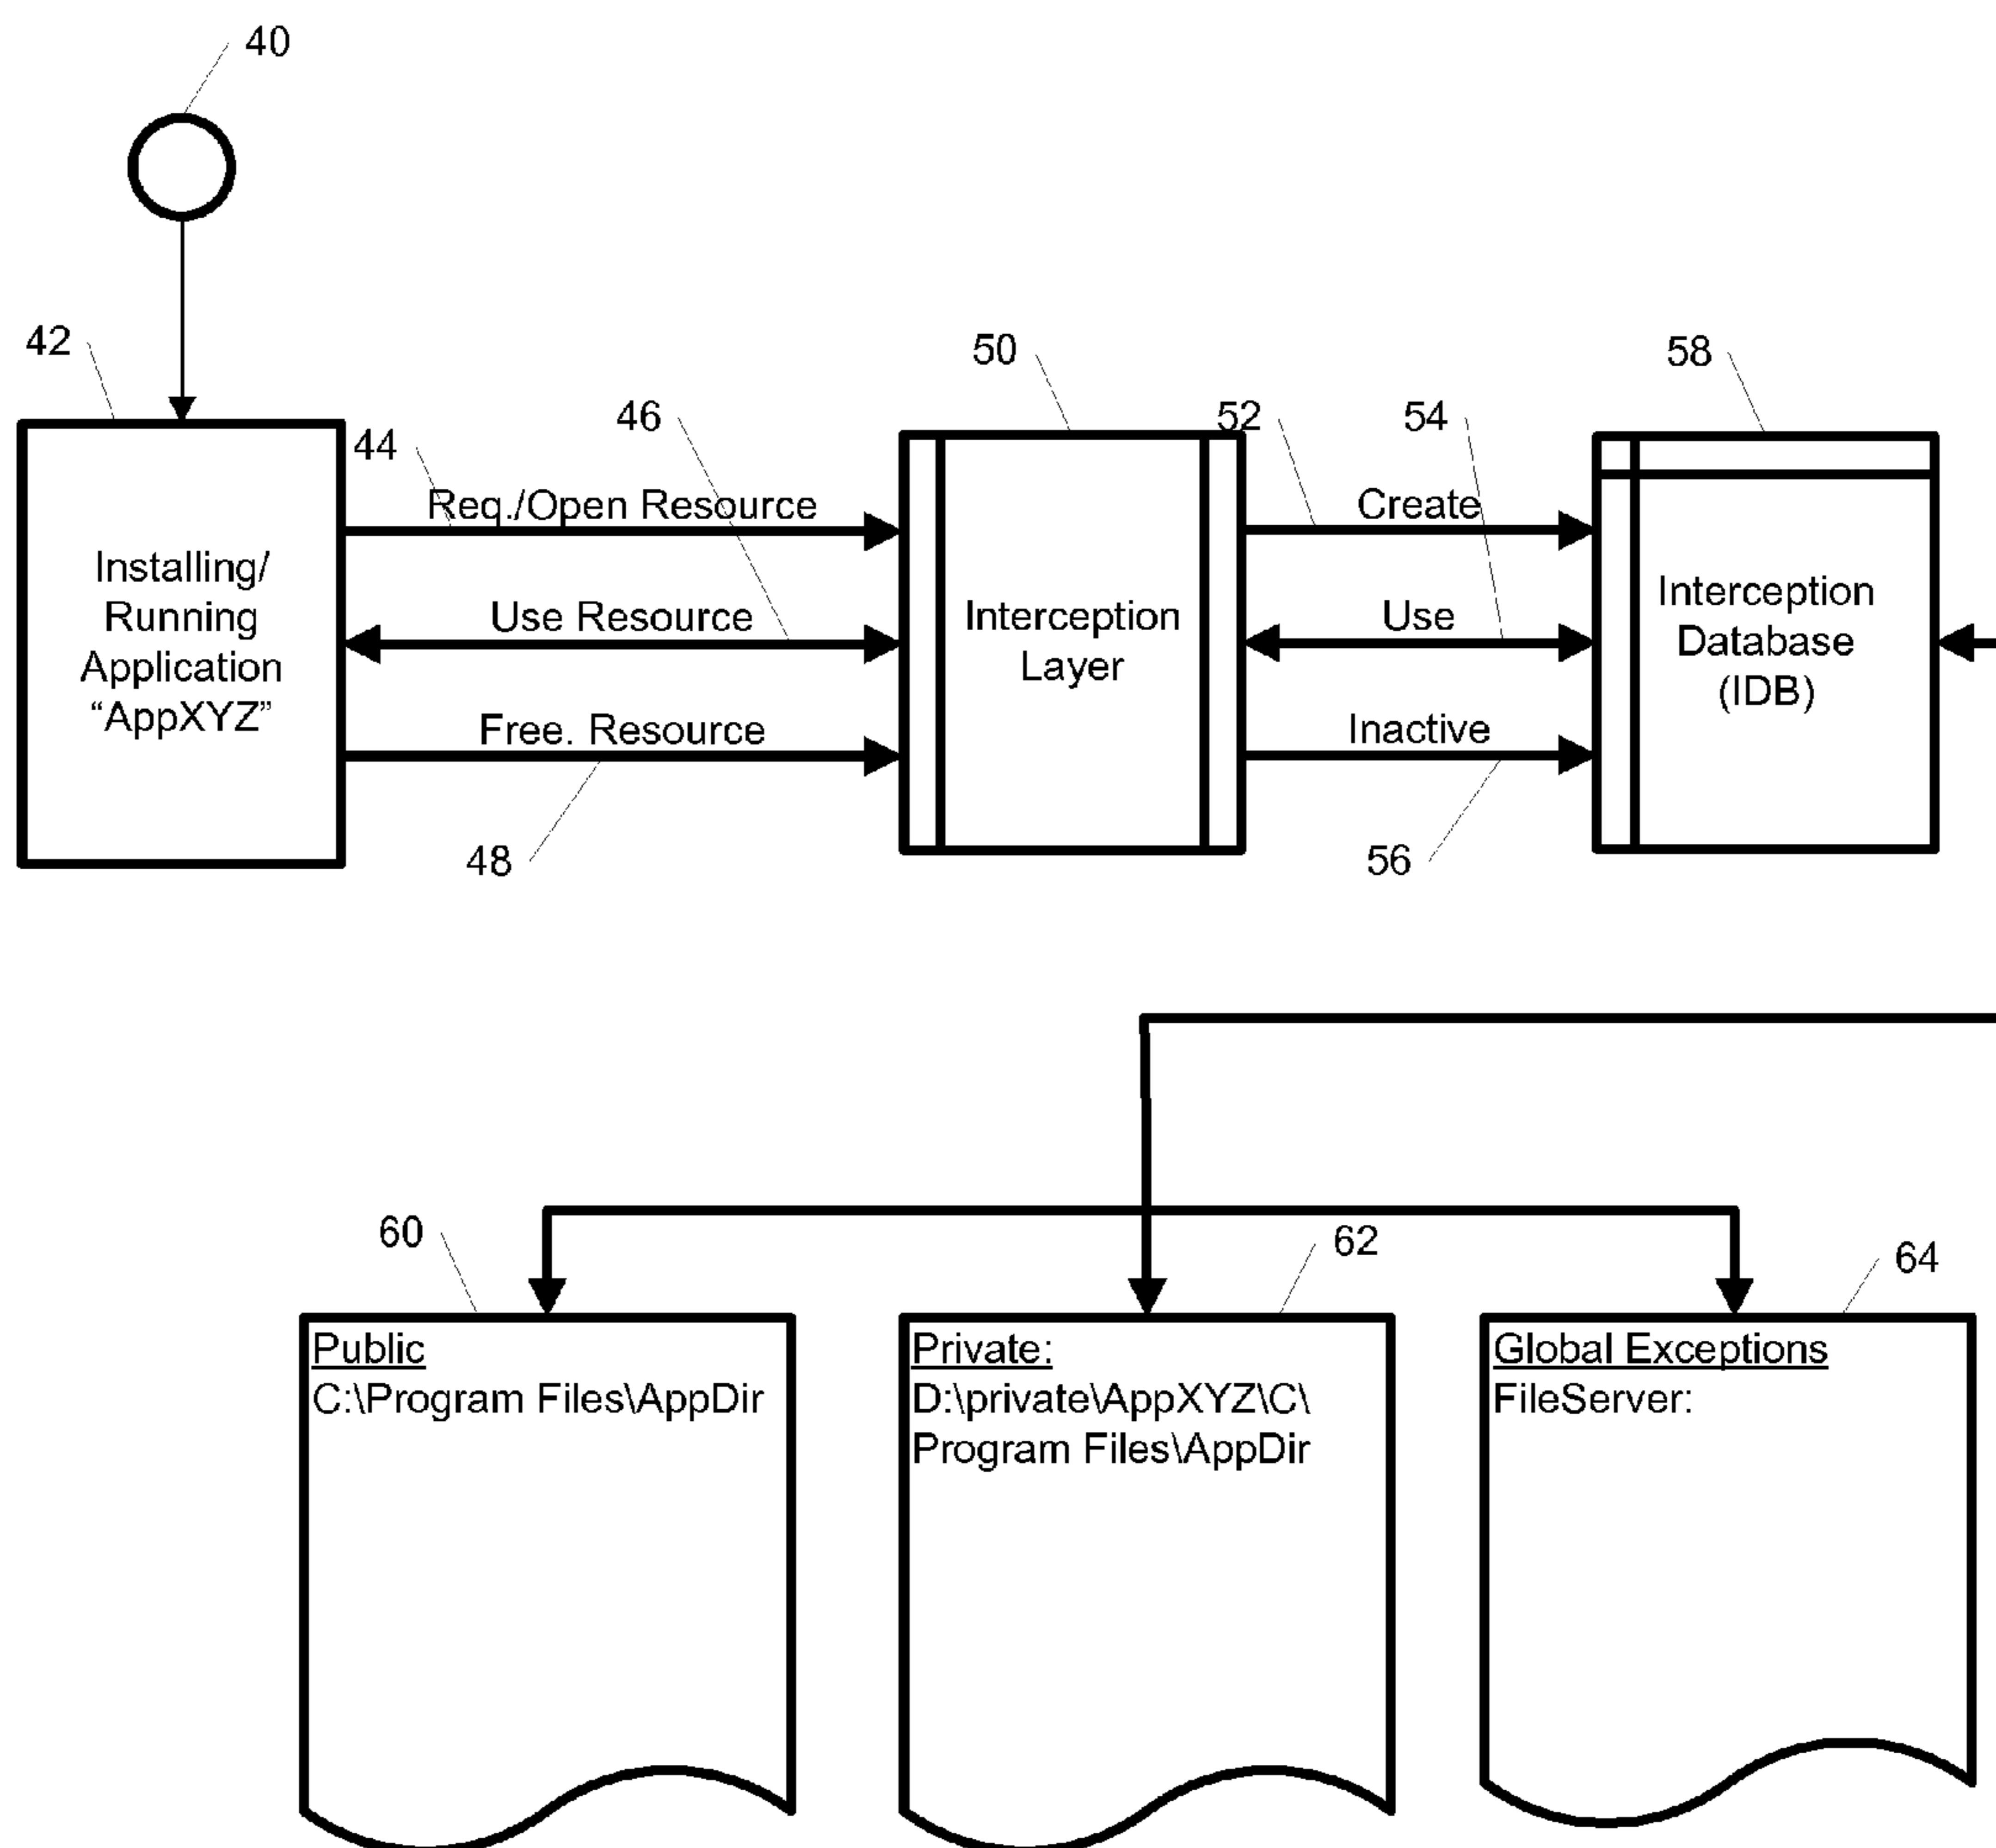 40
42
44
46
50
52
54
58
Req./Open Resource
Create
Installing/
Running
Application
“AppXYZ”
Use Resource
Interception
Layer
Use
Interception
Database
(IDB)
Free. Resource
Inactive
48
56
60
62
64
Public
C:\Program Files\AppDir
Private:
D:\private\AppXYZ\C\
Program Files\AppDir
Global Exceptions
FileServer: